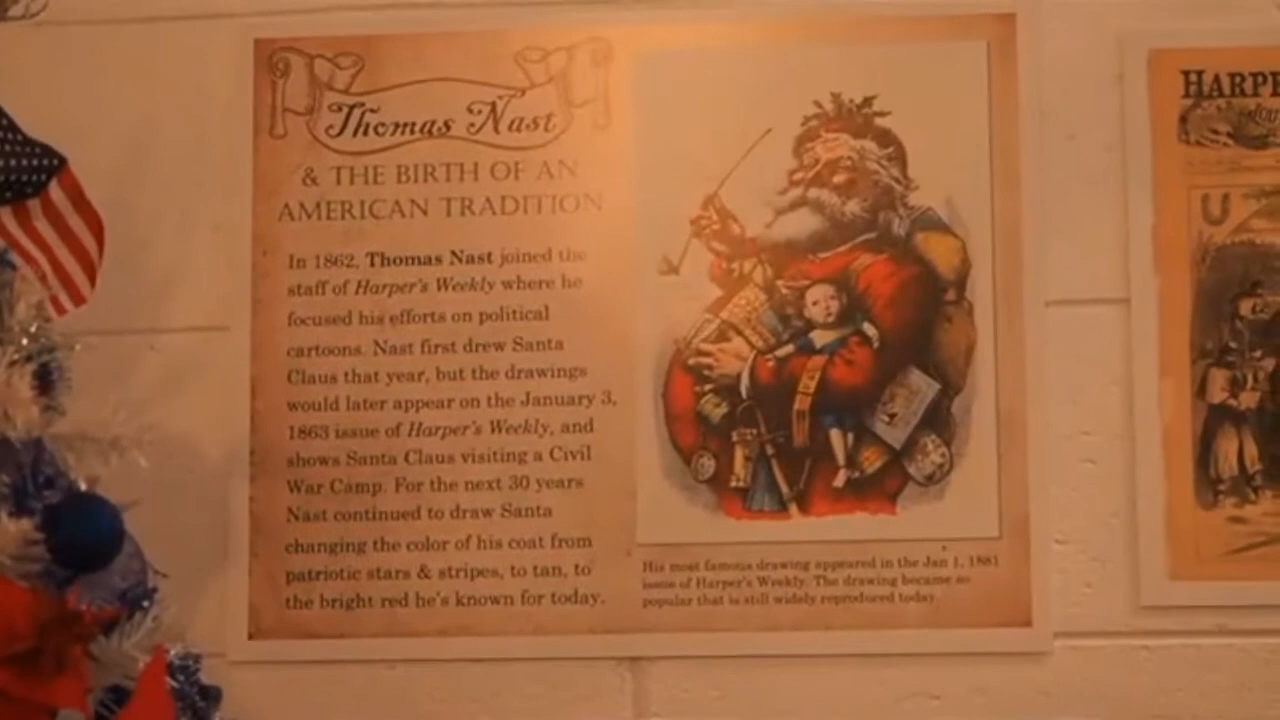 Thomas Nast
& THE BIRTH OF AN
AMERICAN TRADITION
In 1862, Thomas Nast joined the
staff of Harper's Weekly where he
focused his efforts on political
cartoons. Nast first drew Santa
Claus that year, but the drawings
would later appear on the January 3,
1863 issue of Harper's Weekly, and
shows Santa Claus visiting a Civil
War Camp. For the next 30 years
Nast continued to draw Santa
changing the color of his coat from
patriotic stars & stripes, to tan, to
the bright red he's known for today.
His most famous drawing appeared in the Jan 1, 1881
issue of Harper's Weekly. The drawing became so
popular that is still widely reproduced today.
HARPE